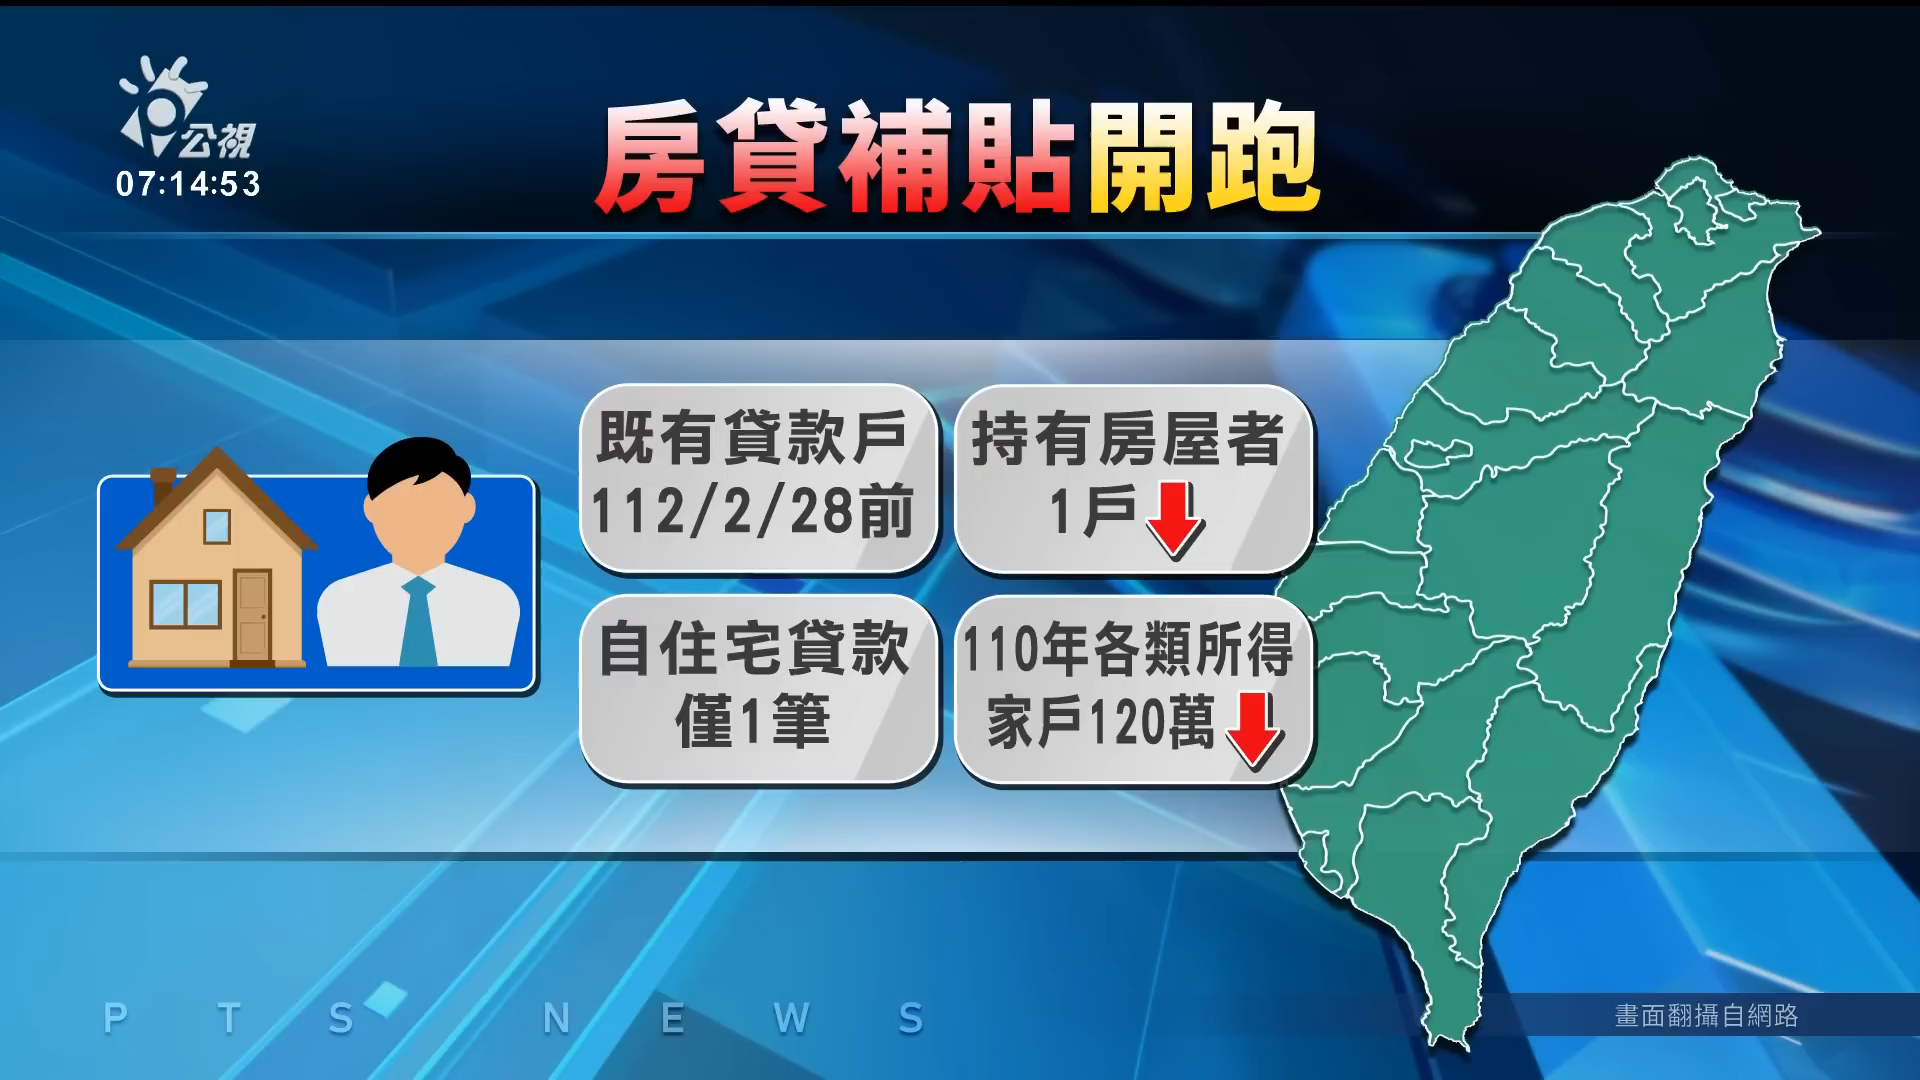 公視
07:14:53
房貸補貼開跑
既有貸款戶
112/2/28前
持有房屋者
1戶
自住宅貸款
僅1筆
110年各類所得
家戶120萬
PTS NEWS
畫面翻攝自網路